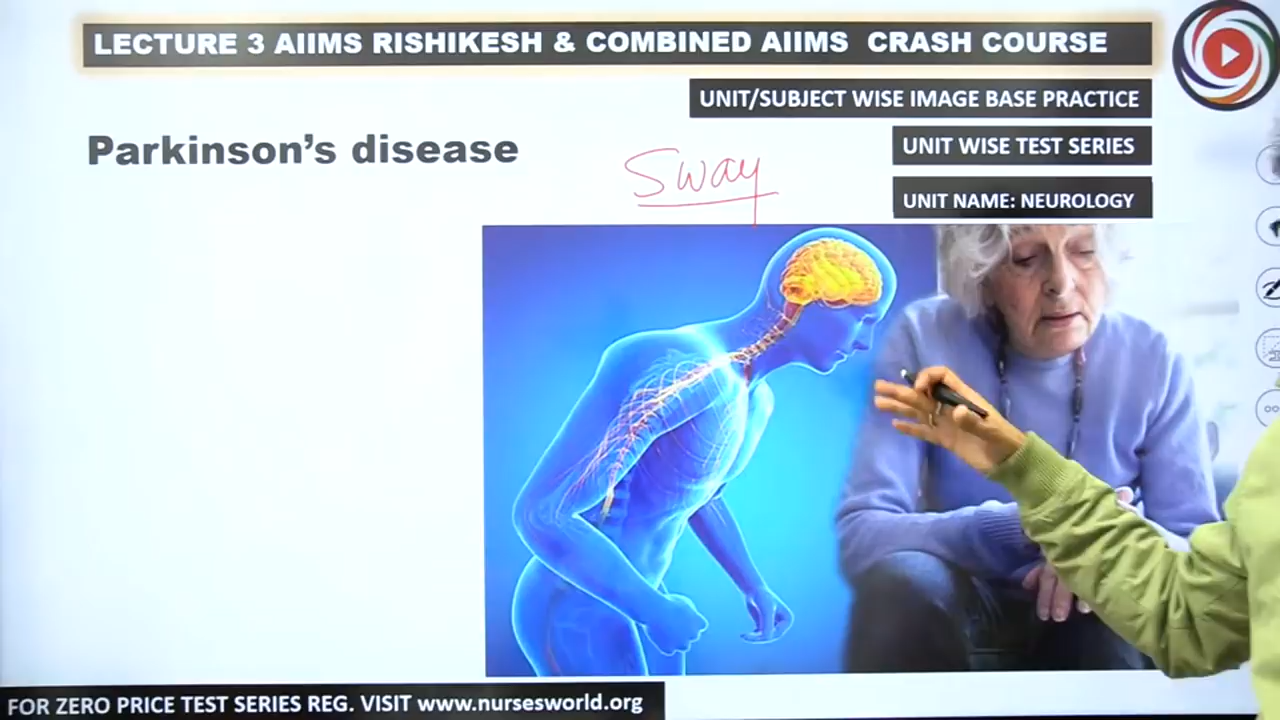 LECTURE 3 AIIMS RISHIKESH & COMBINED AIIMS CRASH COURSE
UNIT/SUBJECT WISE IMAGE BASE PRACTICE
Parkinson's disease
UNIT WISE TEST SERIES
Sway
UNIT NAME: NEUROLOGY
FOR ZERO PRICE TEST SERIES REG. VISIT www.nursesworld.org